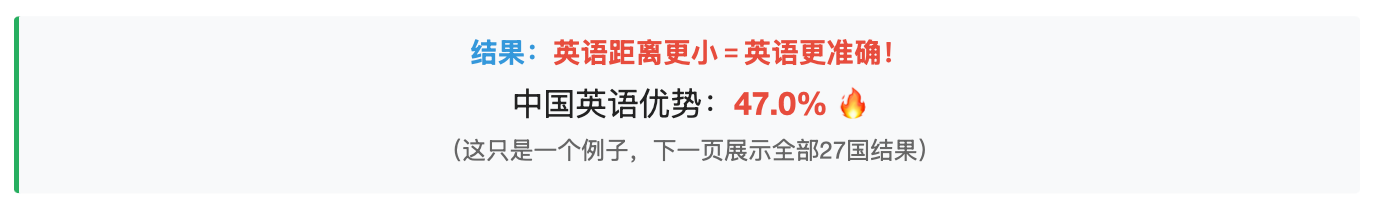 结果：英语距离更小 = 英语更准确！
中国英语优势：47.0% 🔥
（这只是一个例子，下一页展示全部27国结果）